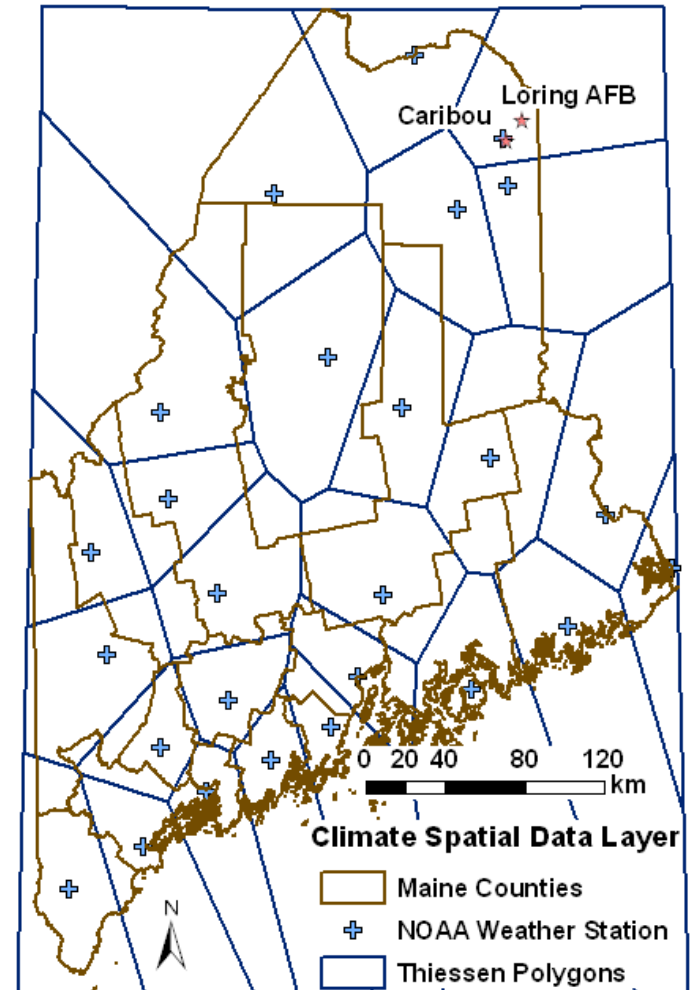 Loring AFB
Caribou
0 20 40 80 120
km
Climate Spatial Data Layer
Maine Counties
N
NOAA Weather Station
Thiessen Polygons